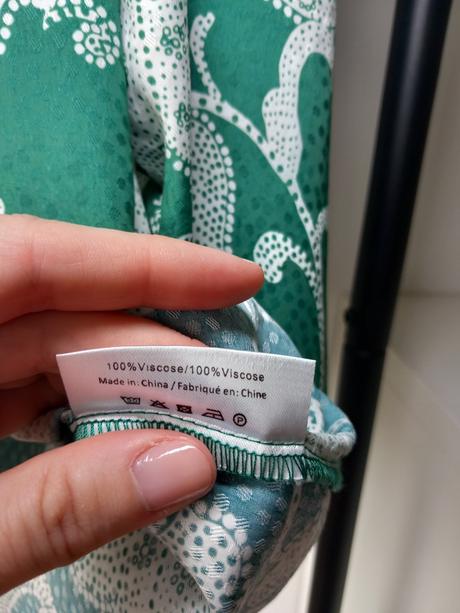 100%Viscose/100%Viscose
Made in: China / Fabriqué en: Chine
P